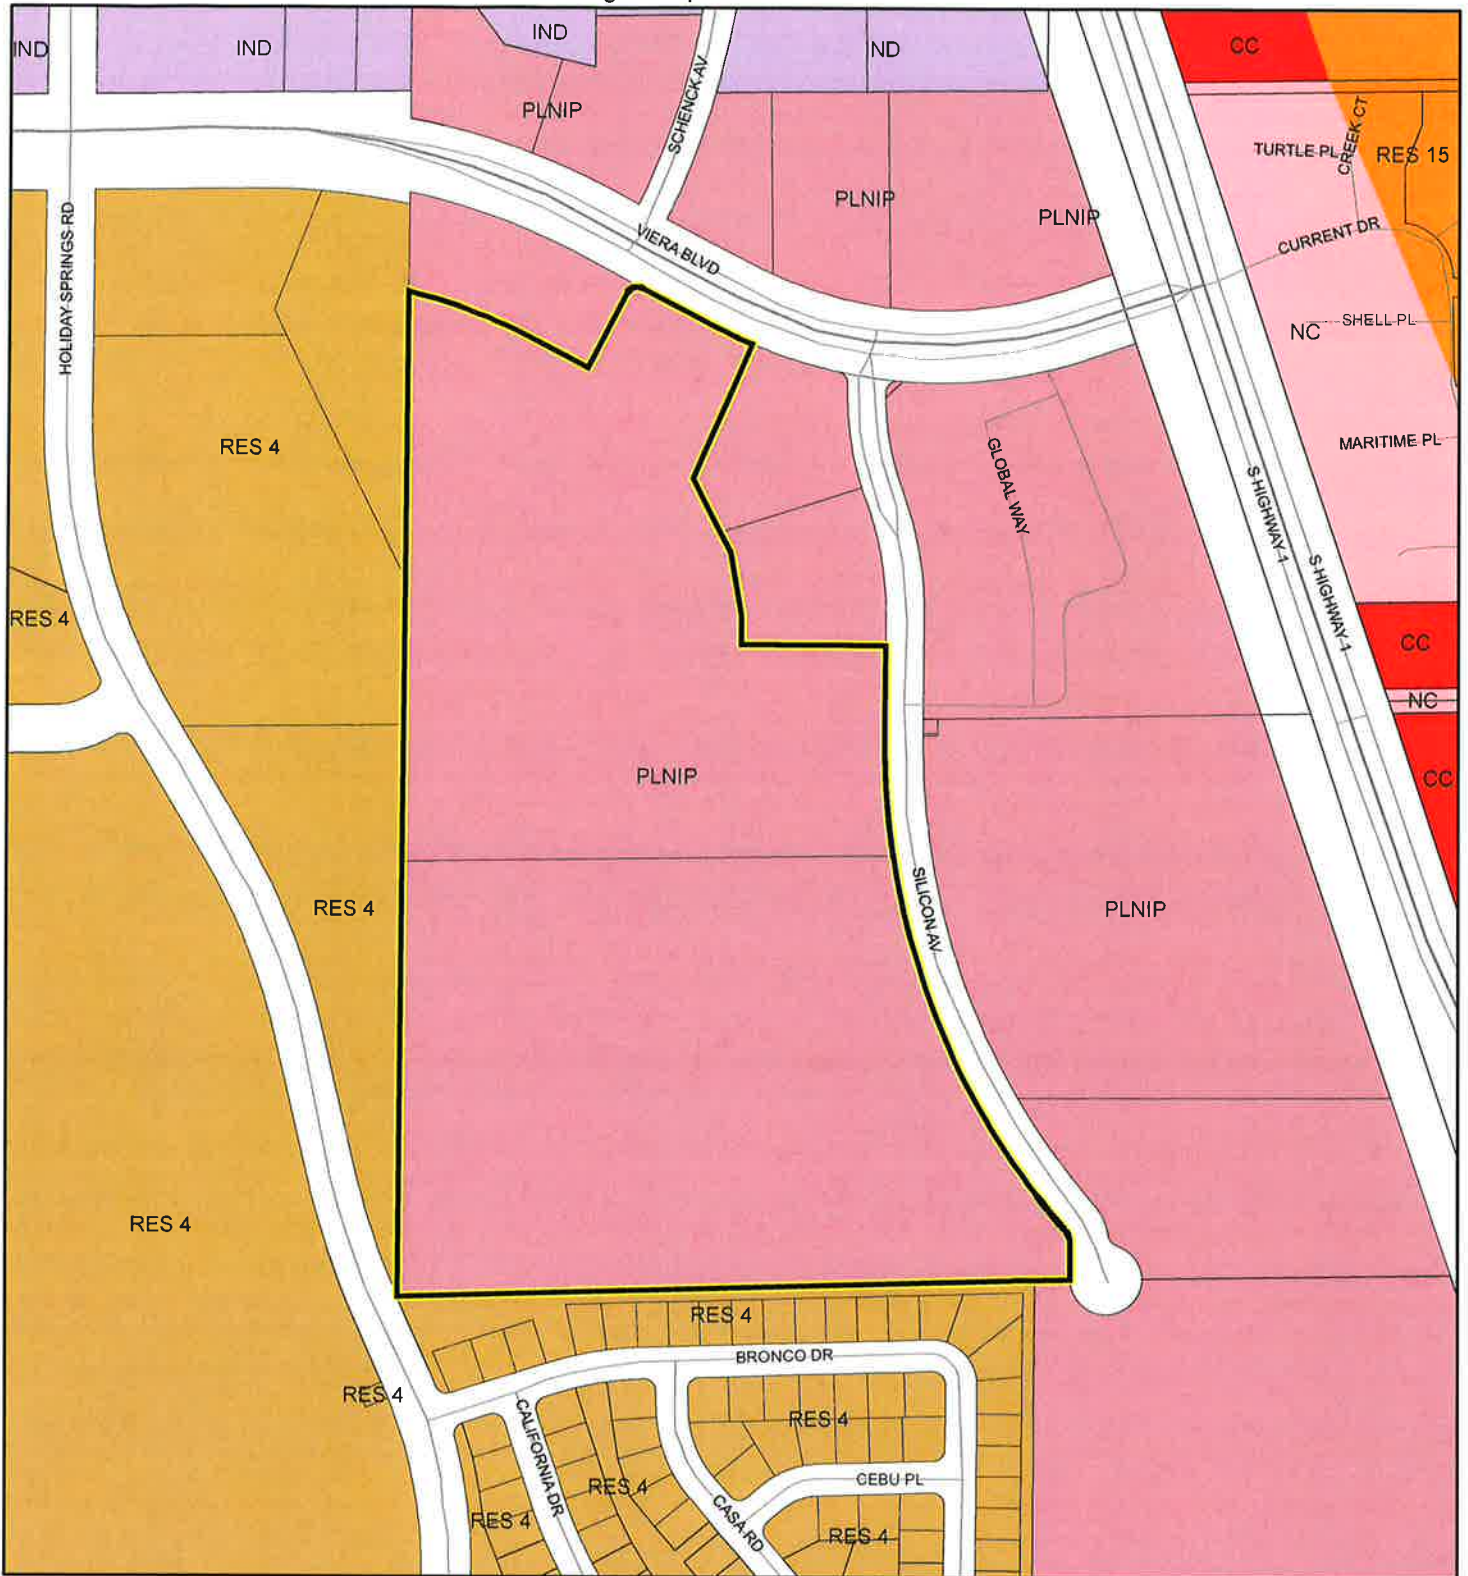 IND
IND
IND
ND
CC
PLNIP
SCHENCK AV
TURTLE PL
CREEK CT
RES 15
PLNIP
PLNIP
HOLIDAY SPRINGS RD
VIERA BLVD
CURRENT DR
NC
SHELL PL
RES 4
MARITIME PL
GLOBAL WAY
S HIGHWAY 1
S HIGHWAY 1
RES 4
CC
NC
PLNIP
CC
RES 4
SILICON AV
PLNIP
RES 4
RES 4
BRONCO DR
RES 4
RES 4
CALIFORNIA DR
RES 4
CEBU PL
RES 4
CASA RD
RES 4